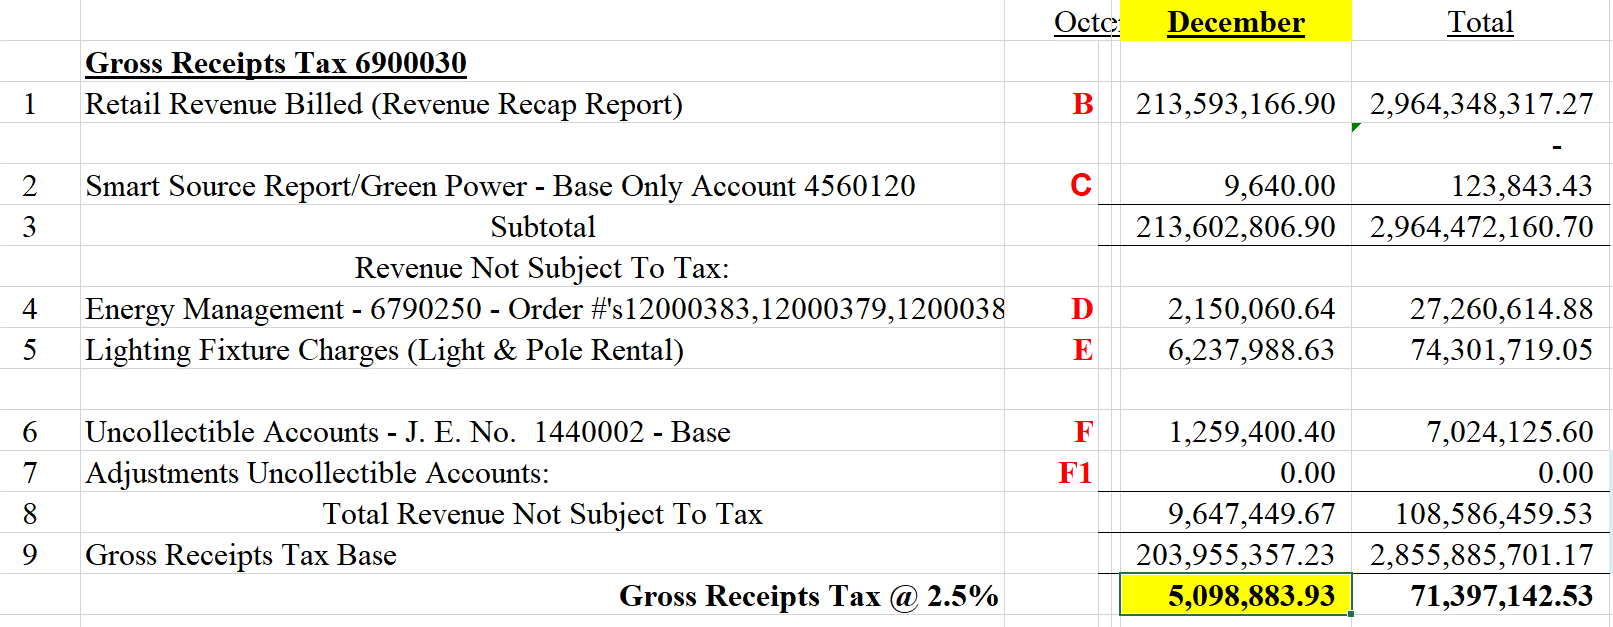 December Total
Gross Receipts Tax 6900030
1 Retail Revenue Billed (Revenue Recap Report) B 213,593,166.90 2,964,348,317.27
-
2 Smart Source Report/Green Power - Base Only Account 4560120 C 9,640.00 123,843.43
3 Subtotal 213,602,806.90 2,964,472,160.70
Revenue Not Subject To Tax:
4 Energy Management - 6790250 - Order #'s12000383,12000379,1200038 D 2,150,060.64 27,260,614.88
5 Lighting Fixture Charges (Light & Pole Rental) E 6,237,988.63 74,301,719.05
6 Uncollectible Accounts - J. E. No. 1440002 - Base F 1,259,400.40 7,024,125.60
7 Adjustments Uncollectible Accounts: F1 0.00 0.00
8 Total Revenue Not Subject To Tax 9,647,449.67 108,586,459.53
9 Gross Receipts Tax Base 203,955,357.23 2,855,885,701.17
Gross Receipts Tax @ 2.5% 5,098,883.93 71,397,142.53